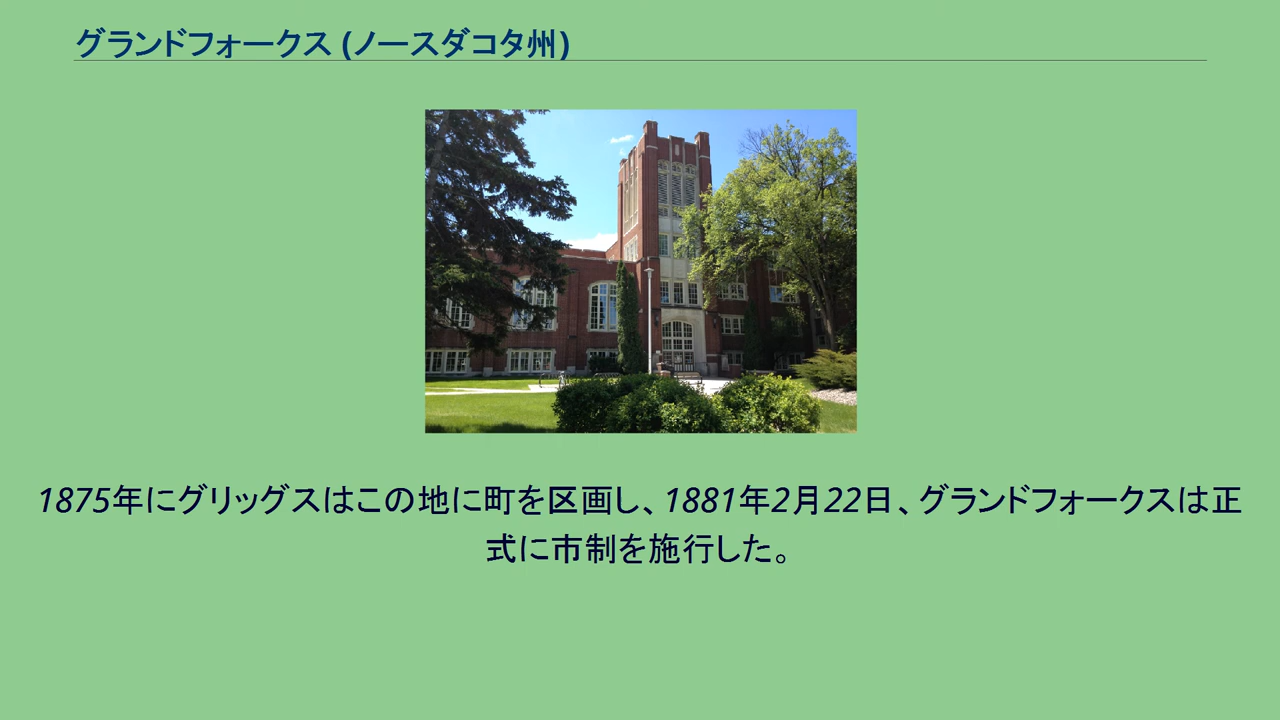 グランドフォークス (ノースダコタ州)
1875年にグリッグスはこの地に町を区画し、1881年2月22日、グランドフォークスは正
式に市制を施行した。